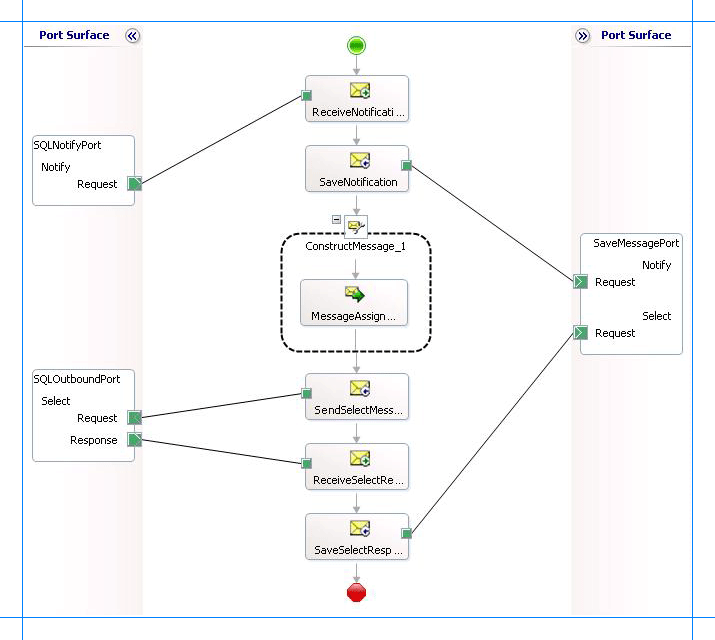 Port Surface
Port Surface
ReceiveNotificati ...
SQLNotifyPort
Notify
Request
SaveNotification
ConstructMessage_1
MessageAssign ...
SaveMessagePort
Notify
Request
Select
Request
SQLOutboundPort
Select
Request
Response
SendSelectMess...
ReceiveSelectRe ...
SaveSelectResp ...